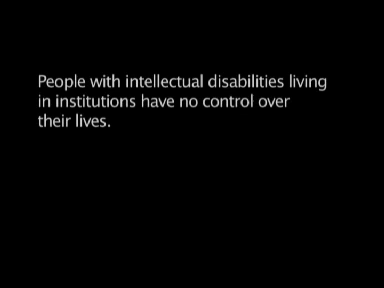 People with intellectual disabilities living
in institutions have no control over
their lives.